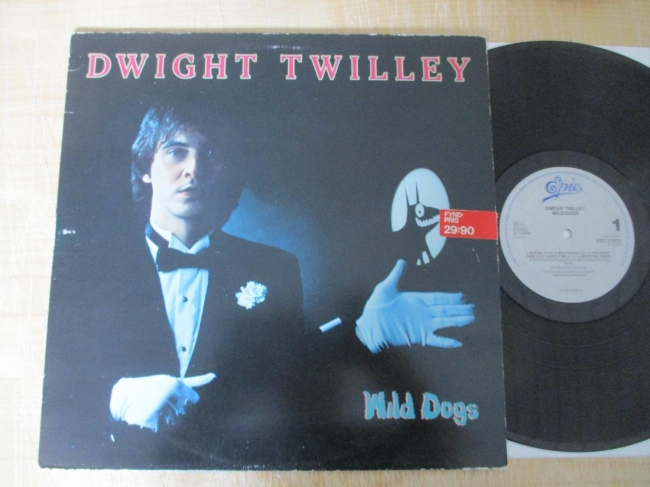 DWIGHT TWILLEY
FYND-
PRIS
29:90
Wild Dogs
Epic
DWIGHT TWILLEY
WILD DOGS
1